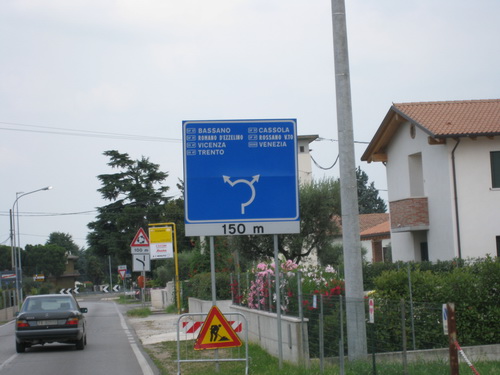 BASSANO
ROMANO D'EZZELINO
VICENZA
TRENTO
CASSOLA
ROSSANO V.TO
VENEZIA
150 m